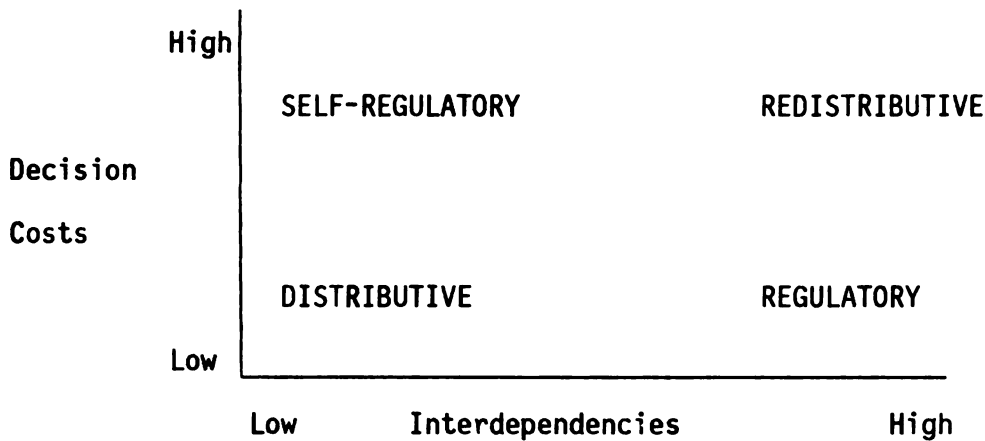 High
SELF-REGULATORY REDISTRIBUTIVE
Decision
Costs
DISTRIBUTIVE REGULATORY
Low
Low Interdependencies High